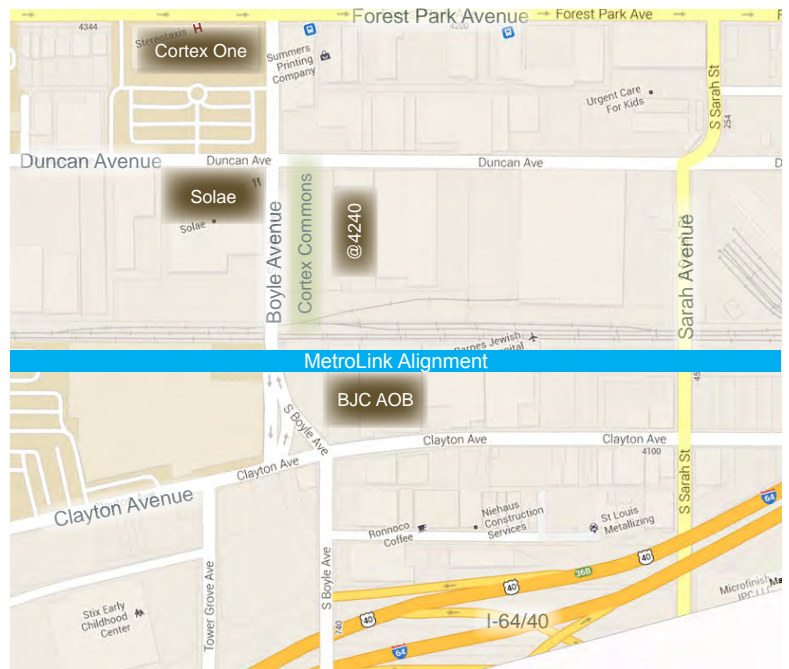 Forest Park Avenue
Forest Park Ave
4344
4200
Stereotaxis
H
Cortex One
Summers
Printing
Company
Urgent Care
For Kids
S Sarah St
254
Duncan Avenue
Duncan Ave
Duncan Ave
D
Solae
Solae
Boyle Avenue
Cortex Commons
@4240
Sarah Avenue
Barnes Jewish
MetroLink Alignment
BJC AOB
S Boyle Ave
Clayton Ave
Clayton Ave
4100
Clayton Ave
Clayton Avenue
S Sarah St
64
Niehaus
Construction
Services
St Louis
Metallizing
Ronnoco
Coffee
Tower Grove Ave
S Boyle Ave
740
36B
40
40
40
I-64/40
64
Stix Early
Childhood
Center
Microfinish